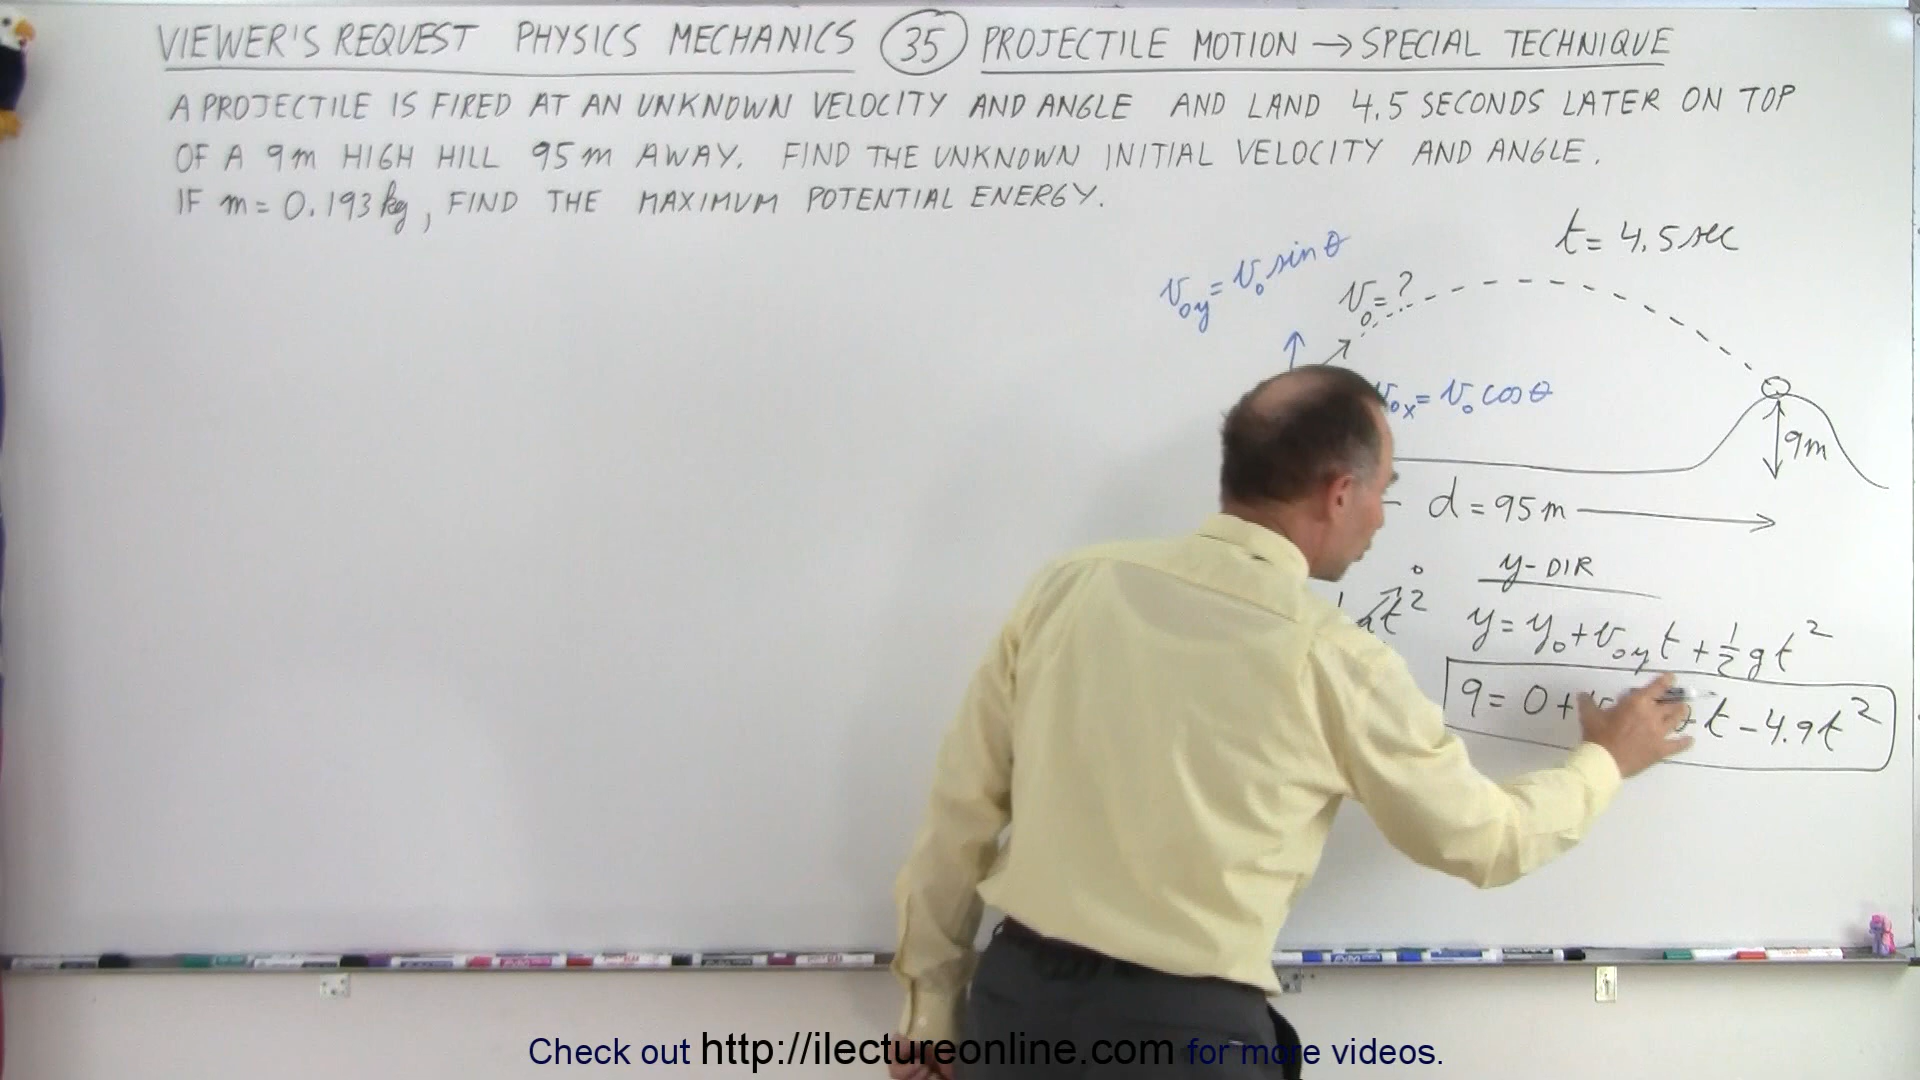 VIEWER'S REQUEST PHYSICS MECHANICS 35 PROJECTILE MOTION → SPECIAL TECHNIQUE
A PROJECTILE IS FIRED AT AN UNKNOWN VELOCITY AND ANGLE AND LAND 4.5 SECONDS LATER ON TOP
OF A 9m HIGH HILL 95m AWAY. FIND THE UNKNOWN INITIAL VELOCITY AND ANGLE.
IF m = 0.193 kg, FIND THE MAXIMUM POTENTIAL ENERGY.
t = 4.5 sec
v₀y = v₀ sin θ
v₀ = ?
v₀x = v₀ cos θ
9m
d = 95m
y-DIR
t² 0
y = y₀ + v₀y t + ½ g t²
9 = 0 + t - 4.9t²
Check out http://ilectureonline.com for more videos.